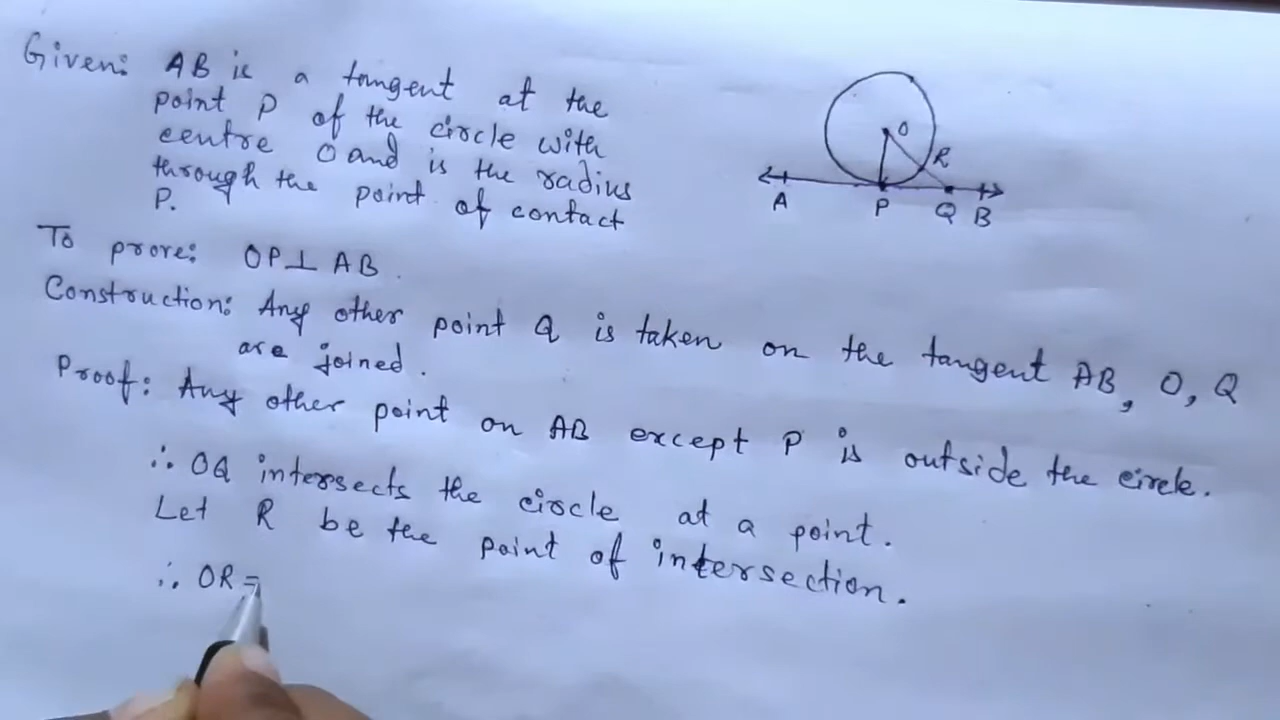 Given: AB is a tangent at the
point P of the circle with
centre O and is the radius
through the point of contact
P.
O
R
A
P
Q
B
To prove: OP⊥AB.
Construction: Any other point Q is taken on the tangent AB, O, Q
are joined.
Proof: Any other point on AB except P is outside the circle.
∴ OQ intersects the circle at a point.
Let R be the point of intersection.
∴ OR =